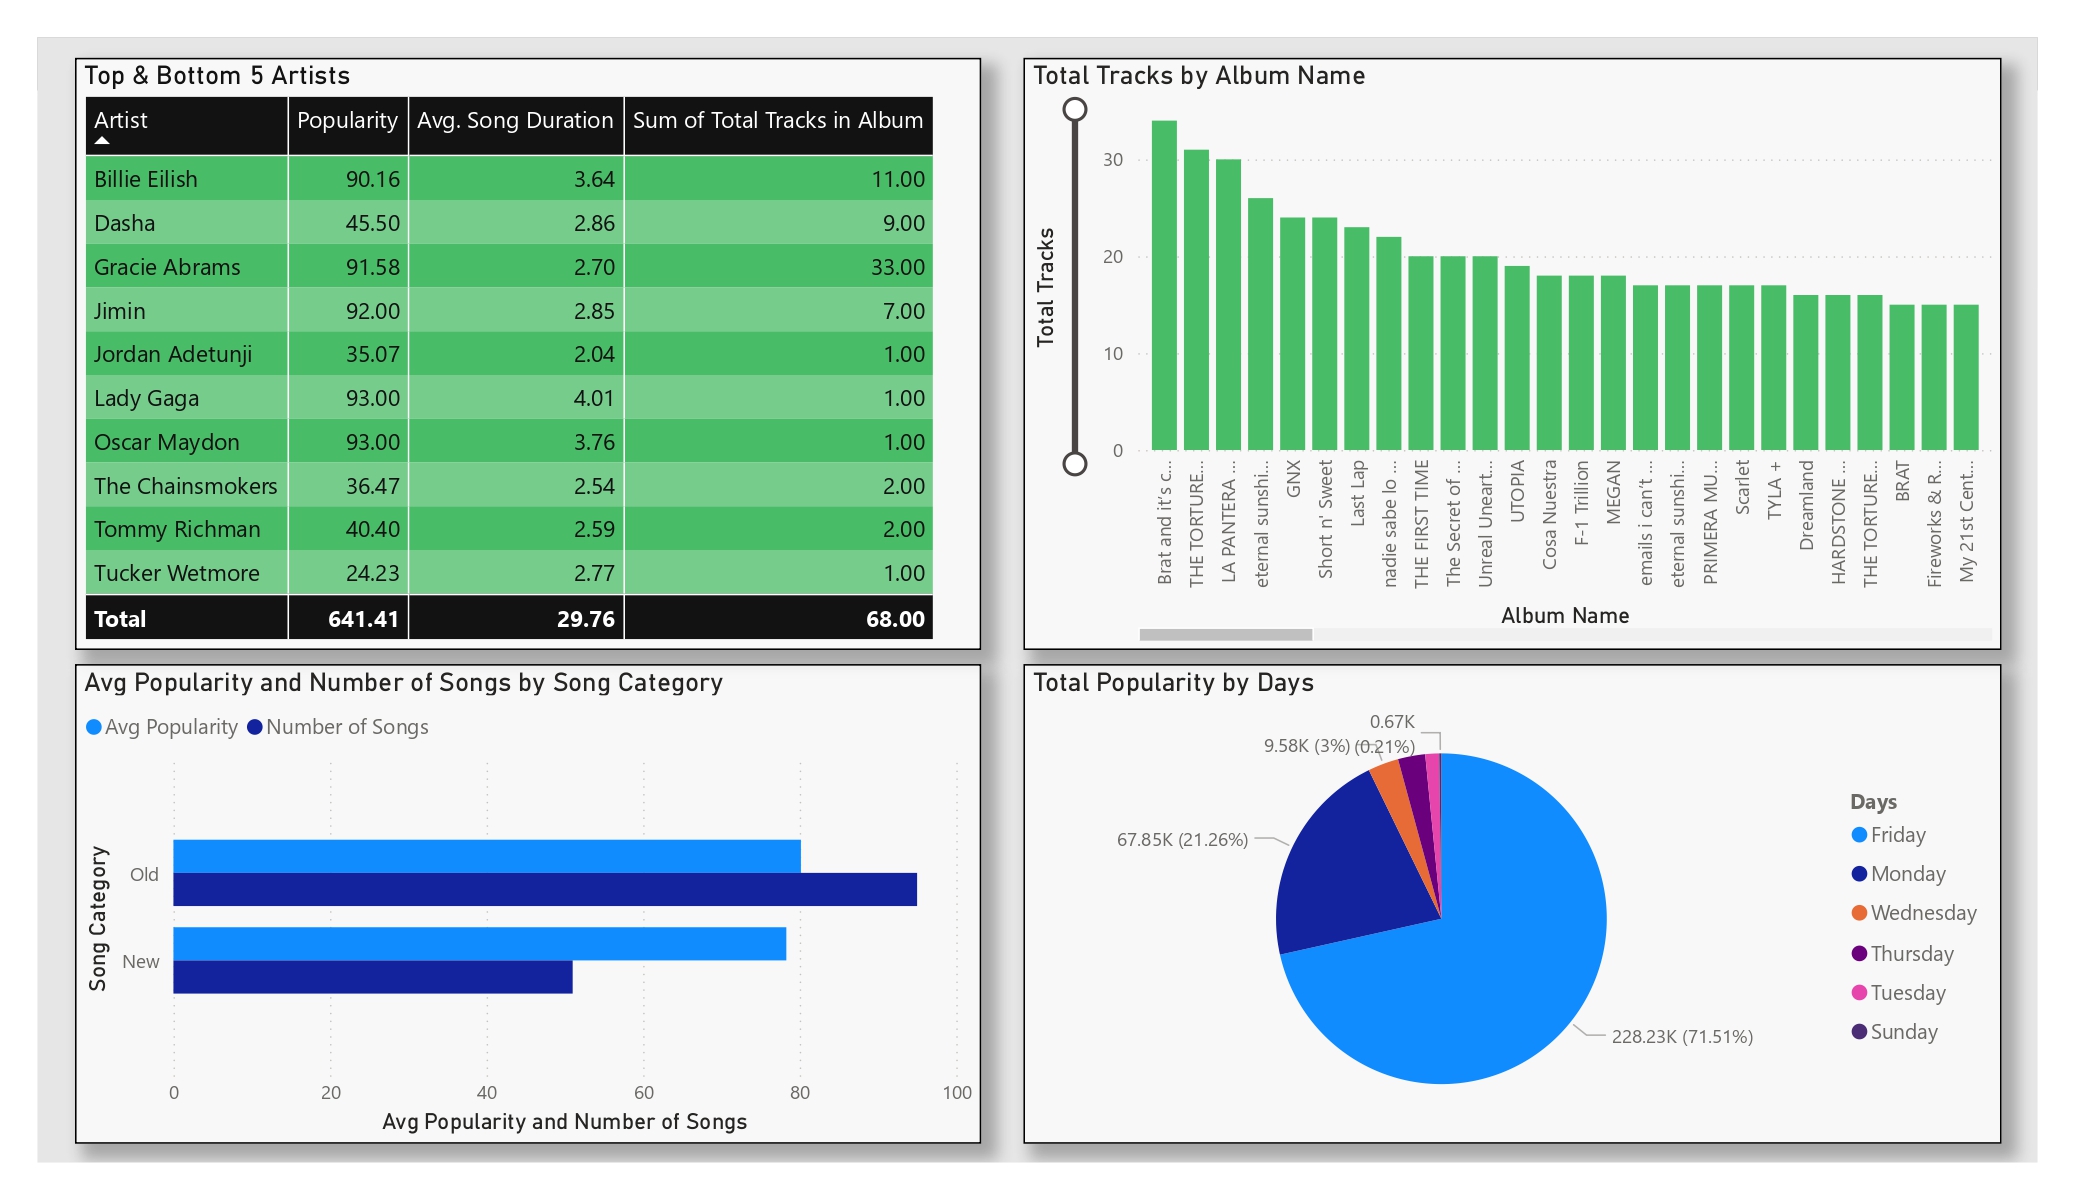 Top & Bottom 5 Artists
Artist Popularity Avg. Song Duration Sum of Total Tracks in Album
Billie Eilish 90.16 3.64 11.00
Dasha 45.50 2.86 9.00
Gracie Abrams 91.58 2.70 33.00
Jimin 92.00 2.85 7.00
Jordan Adetunji 35.07 2.04 1.00
Lady Gaga 93.00 4.01 1.00
Oscar Maydon 93.00 3.76 1.00
The Chainsmokers 36.47 2.54 2.00
Tommy Richman 40.40 2.59 2.00
Tucker Wetmore 24.23 2.77 1.00
Total 641.41 29.76 68.00
Total Tracks by Album Name
Total Tracks
30
20
10
0
Brat and it's c...
THE TORTURE...
LA PANTERA ...
eternal sunshi...
GNX
Short n' Sweet
Last Lap
nadie sabe lo ...
THE FIRST TIME
The Secret of ...
Unreal Uneart...
UTOPIA
Cosa Nuestra
F-1 Trillion
MEGAN
emails i can't ...
eternal sunshi...
PRIMERA MU...
Scarlet
TYLA +
Dreamland
HARDSTONE ...
THE TORTURE...
BRAT
Fireworks & R...
My 21st Cent...
Album Name
Avg Popularity and Number of Songs by Song Category
Avg Popularity Number of Songs
Song Category
Old
New
0 20 40 60 80 100
Avg Popularity and Number of Songs
Total Popularity by Days
0.67K
(0.21%)
9.58K (3%)
67.85K (21.26%)
228.23K (71.51%)
Days
Friday
Monday
Wednesday
Thursday
Tuesday
Sunday